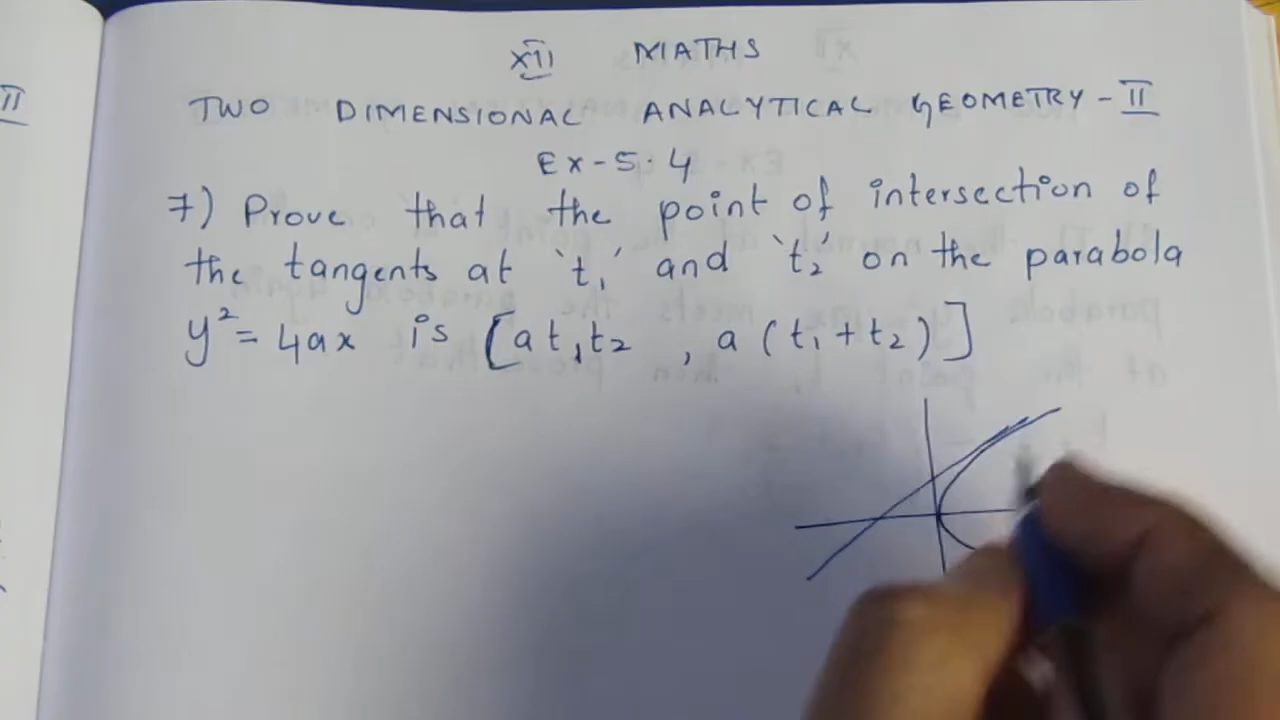 XII MATHS
II
TWO DIMENSIONAL ANALYTICAL GEOMETRY - II
Ex - 5.4
7) Prove that the point of intersection of
the tangents at 't₁' and 't₂' on the parabola
y² = 4ax is [at₁t₂ , a(t₁+t₂)]